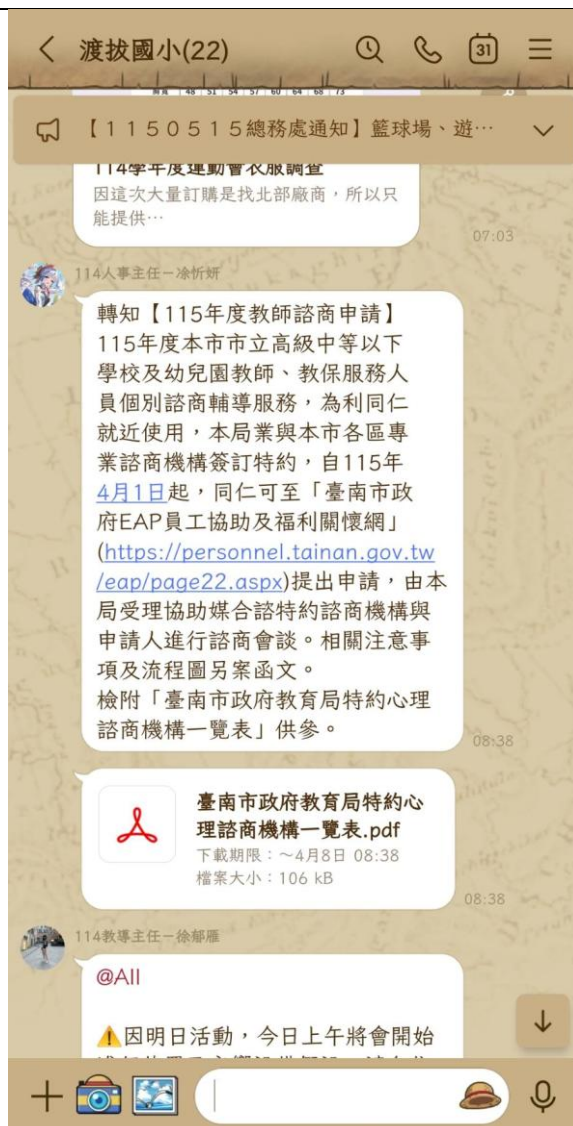 渡拔國小(22)
31
胸寬 48 51 54 57 60 64 68 73
【1150515總務處通知】籃球場、遊…
114學年度運動會衣服調查
因這次大量訂購是找北部廠商，所以只
能提供…
07:03
114人事主任－凃忻妍
轉知【115年度教師諮商申請】
115年度本市市立高級中等以下
學校及幼兒園教師、教保服務人
員個別諮商輔導服務，為利同仁
就近使用，本局業與本市各區專
業諮商機構簽訂特約，自115年
4月1日起，同仁可至「臺南市政
府EAP員工協助及福利關懷網」
(https://personnel.tainan.gov.tw
/eap/page22.aspx)提出申請，由本
局受理協助媒合諮特約諮商機構與
申請人進行諮商會談。相關注意事
項及流程圖另案函文。
檢附「臺南市政府教育局特約心理
諮商機構一覽表」供參。
08:38
臺南市政府教育局特約心
理諮商機構一覽表.pdf
下載期限：～4月8日 08:38
檔案大小：106 kB
08:38
114教導主任－徐郁雁
@All
⚠️因明日活動，今日上午將會開始